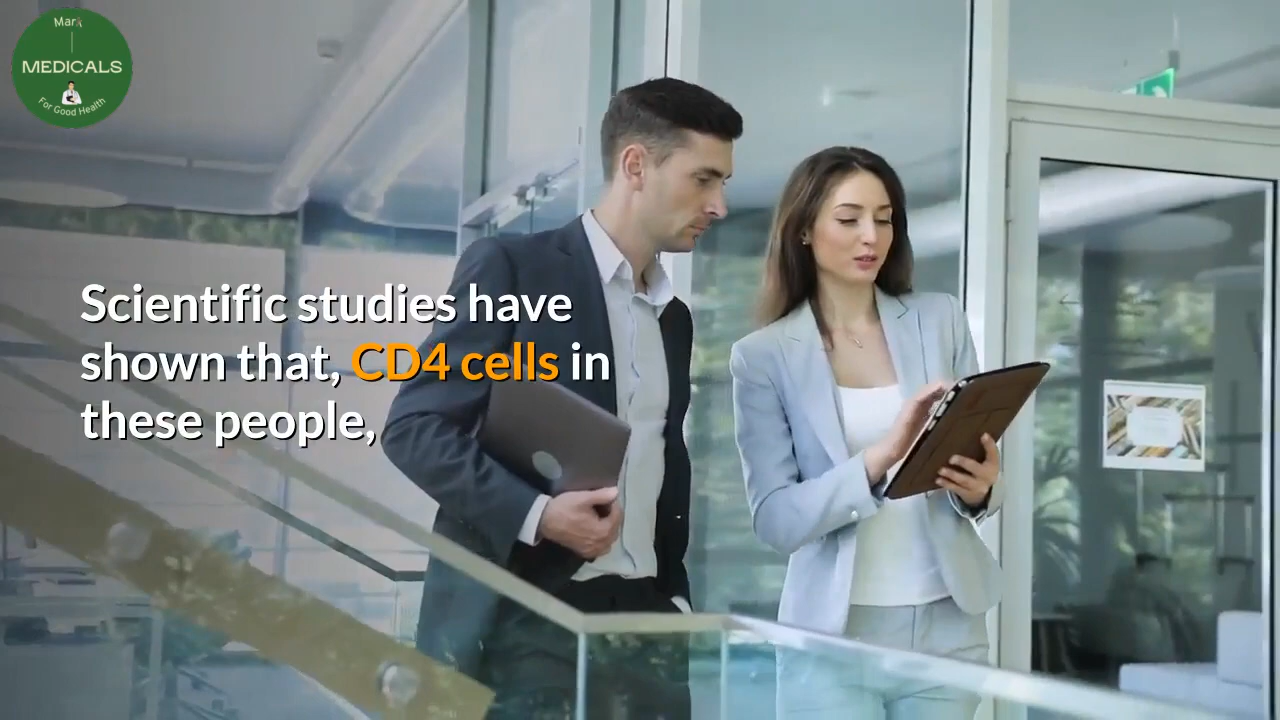 Mark
MEDICALS
For Good Health
Scientific studies have
shown that, CD4 cells in
these people,